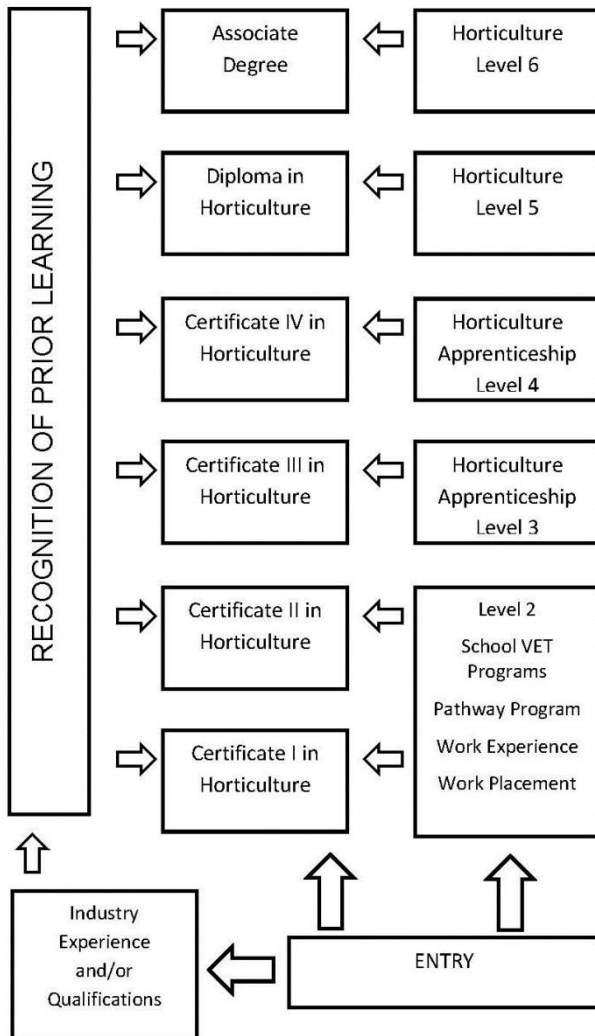 RECOGNITION OF PRIOR LEARNING
Associate
Degree
Horticulture
Level 6
Diploma in
Horticulture
Horticulture
Level 5
Certificate IV in
Horticulture
Horticulture
Apprenticeship
Level 4
Certificate III in
Horticulture
Horticulture
Apprenticeship
Level 3
Certificate II in
Horticulture
Certificate I in
Horticulture
Level 2
School VET
Programs
Pathway Program
Work Experience
Work Placement
Industry
Experience
and/or
Qualifications
ENTRY